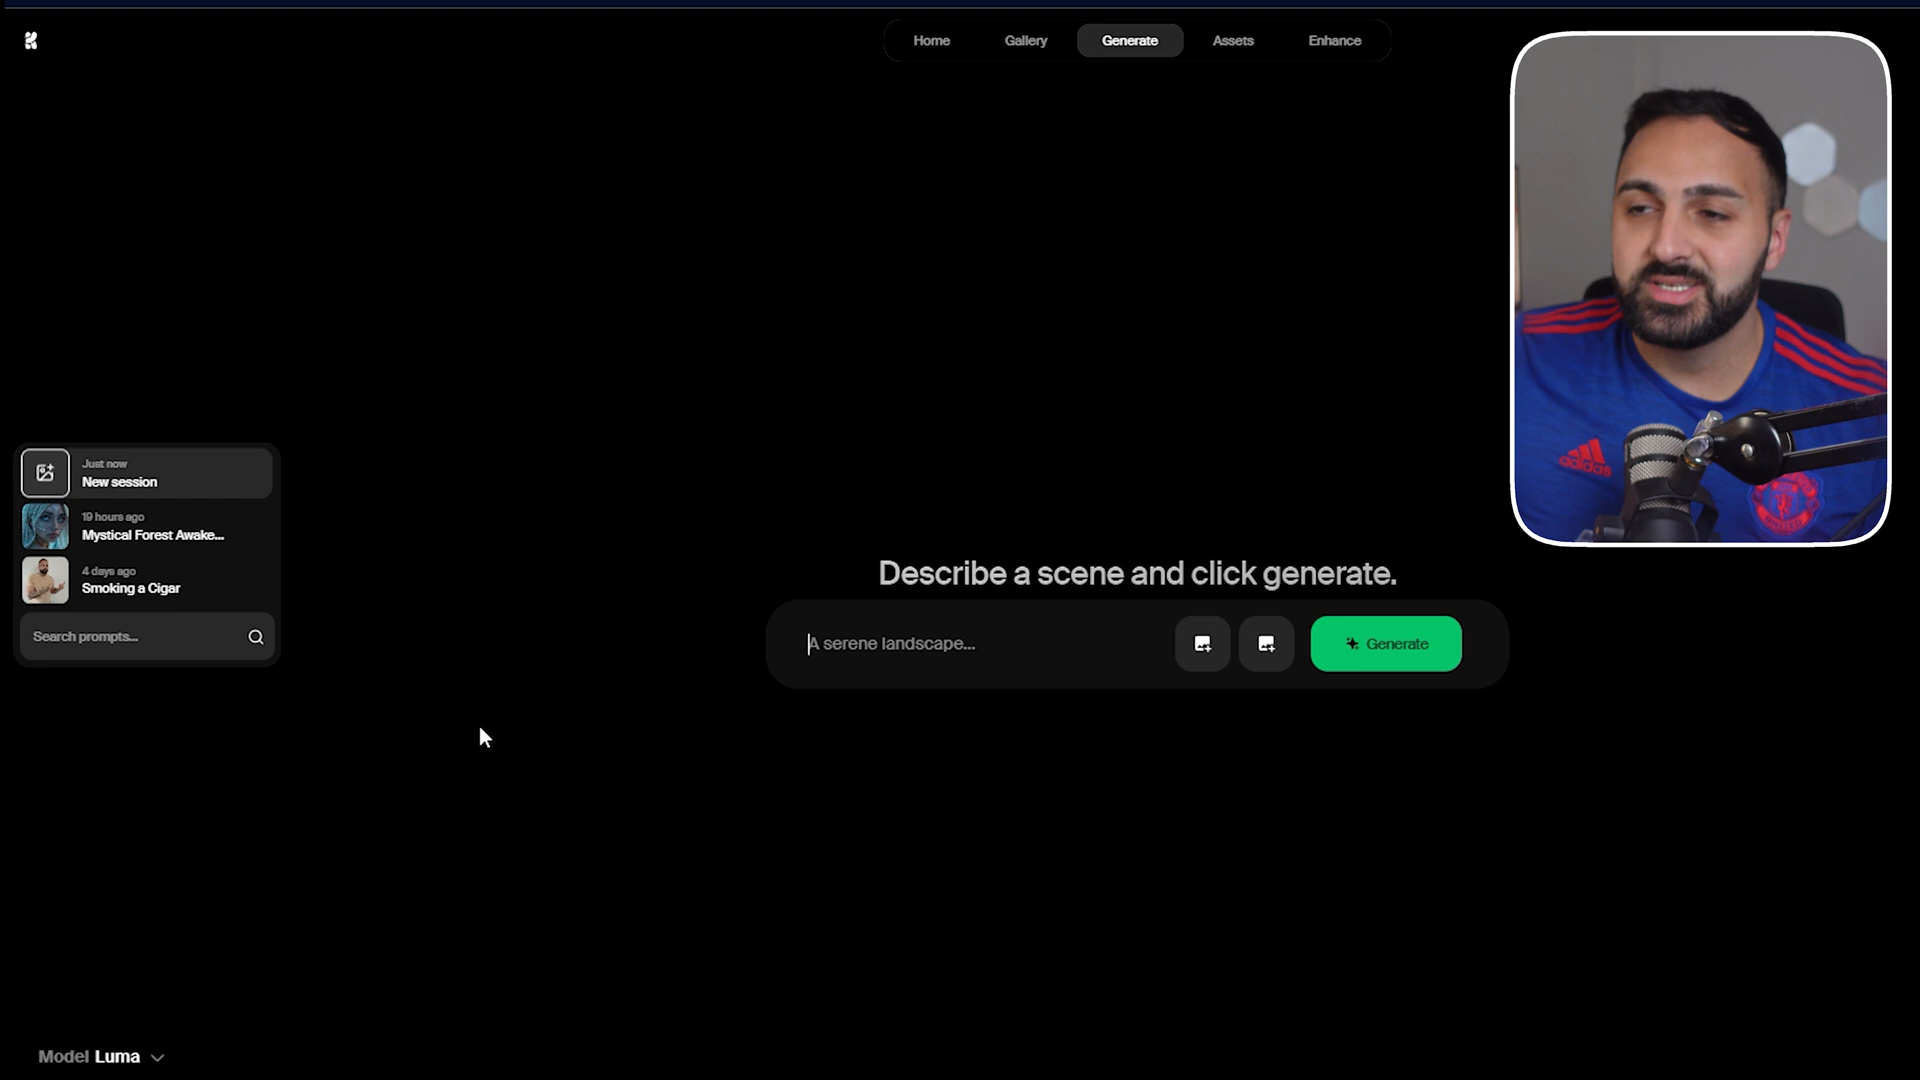 Home
Gallery
Generate
Assets
Enhance
Just now
New session
19 hours ago
Mystical Forest Awake...
4 days ago
Smoking a Cigar
Search prompts...
Describe a scene and click generate.
A serene landscape...
Generate
adidas
Model Luma